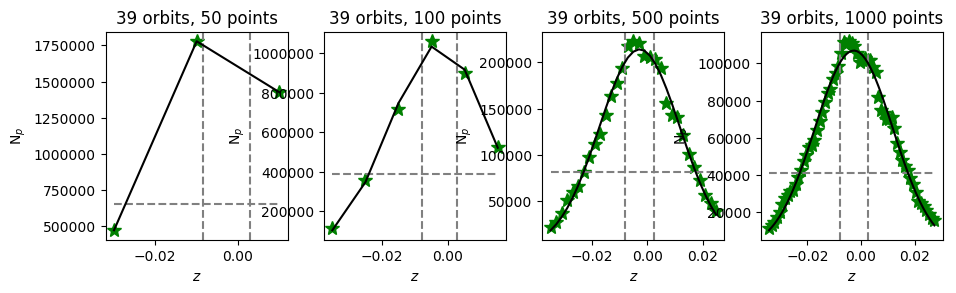 39 orbits, 50 points
39 orbits, 100 points
39 orbits, 500 points
39 orbits, 1000 points
1750000
1500000
1250000
1000000
750000
500000
Nₚ
−0.02
0.00
z
1000000
800000
600000
400000
200000
Nₚ
−0.02
0.00
z
200000
150000
100000
50000
Nₚ
−0.02
0.00
0.02
z
100000
80000
60000
40000
20000
Nₚ
−0.02
0.00
0.02
z